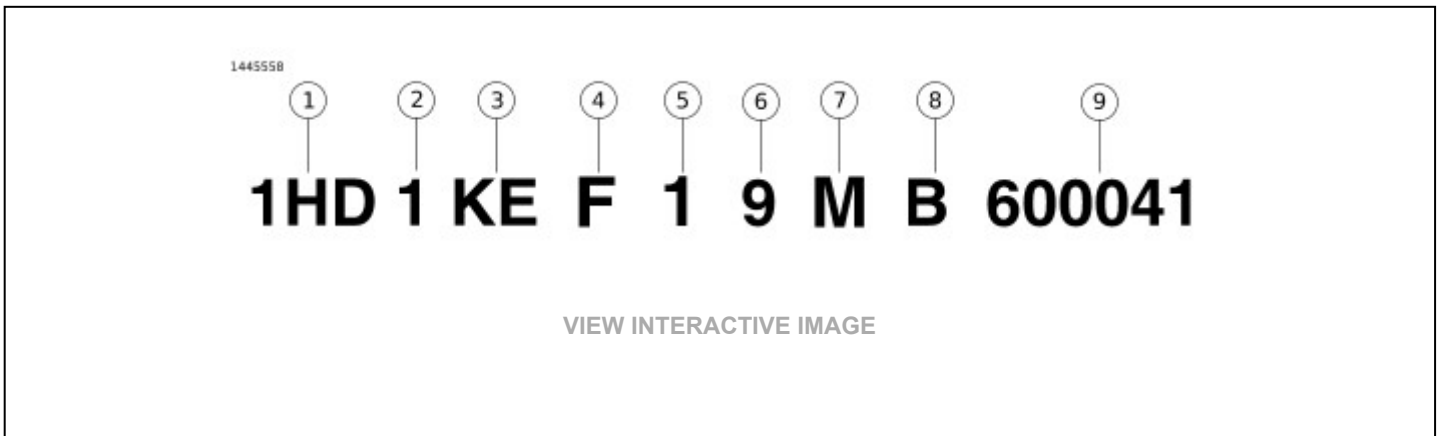 1445558
1 2 3 4 5 6 7 8 9
1HD 1 KE F 1 9 M B 600041
VIEW INTERACTIVE IMAGE